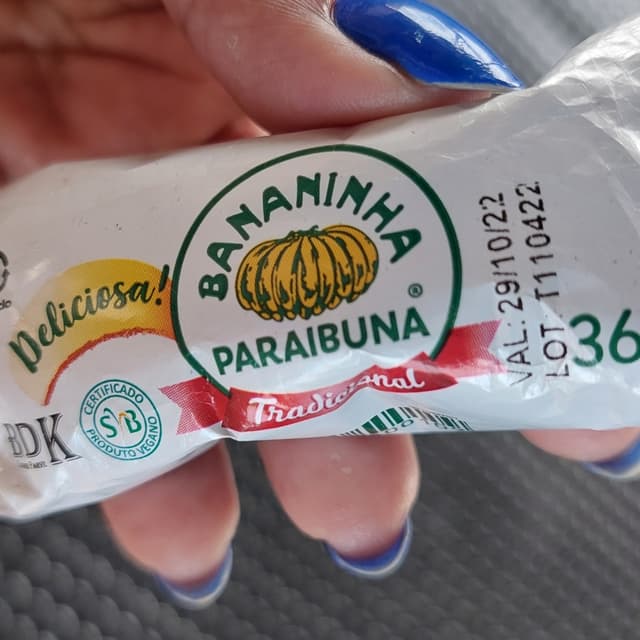 Deliciosa!
BANANINHA
®
PARAIBUNA
Tradicional
CERTIFICADO
SVB
PRODUTO VEGANO
BDK
VAL: 29/10/22
LOT: T110422
36